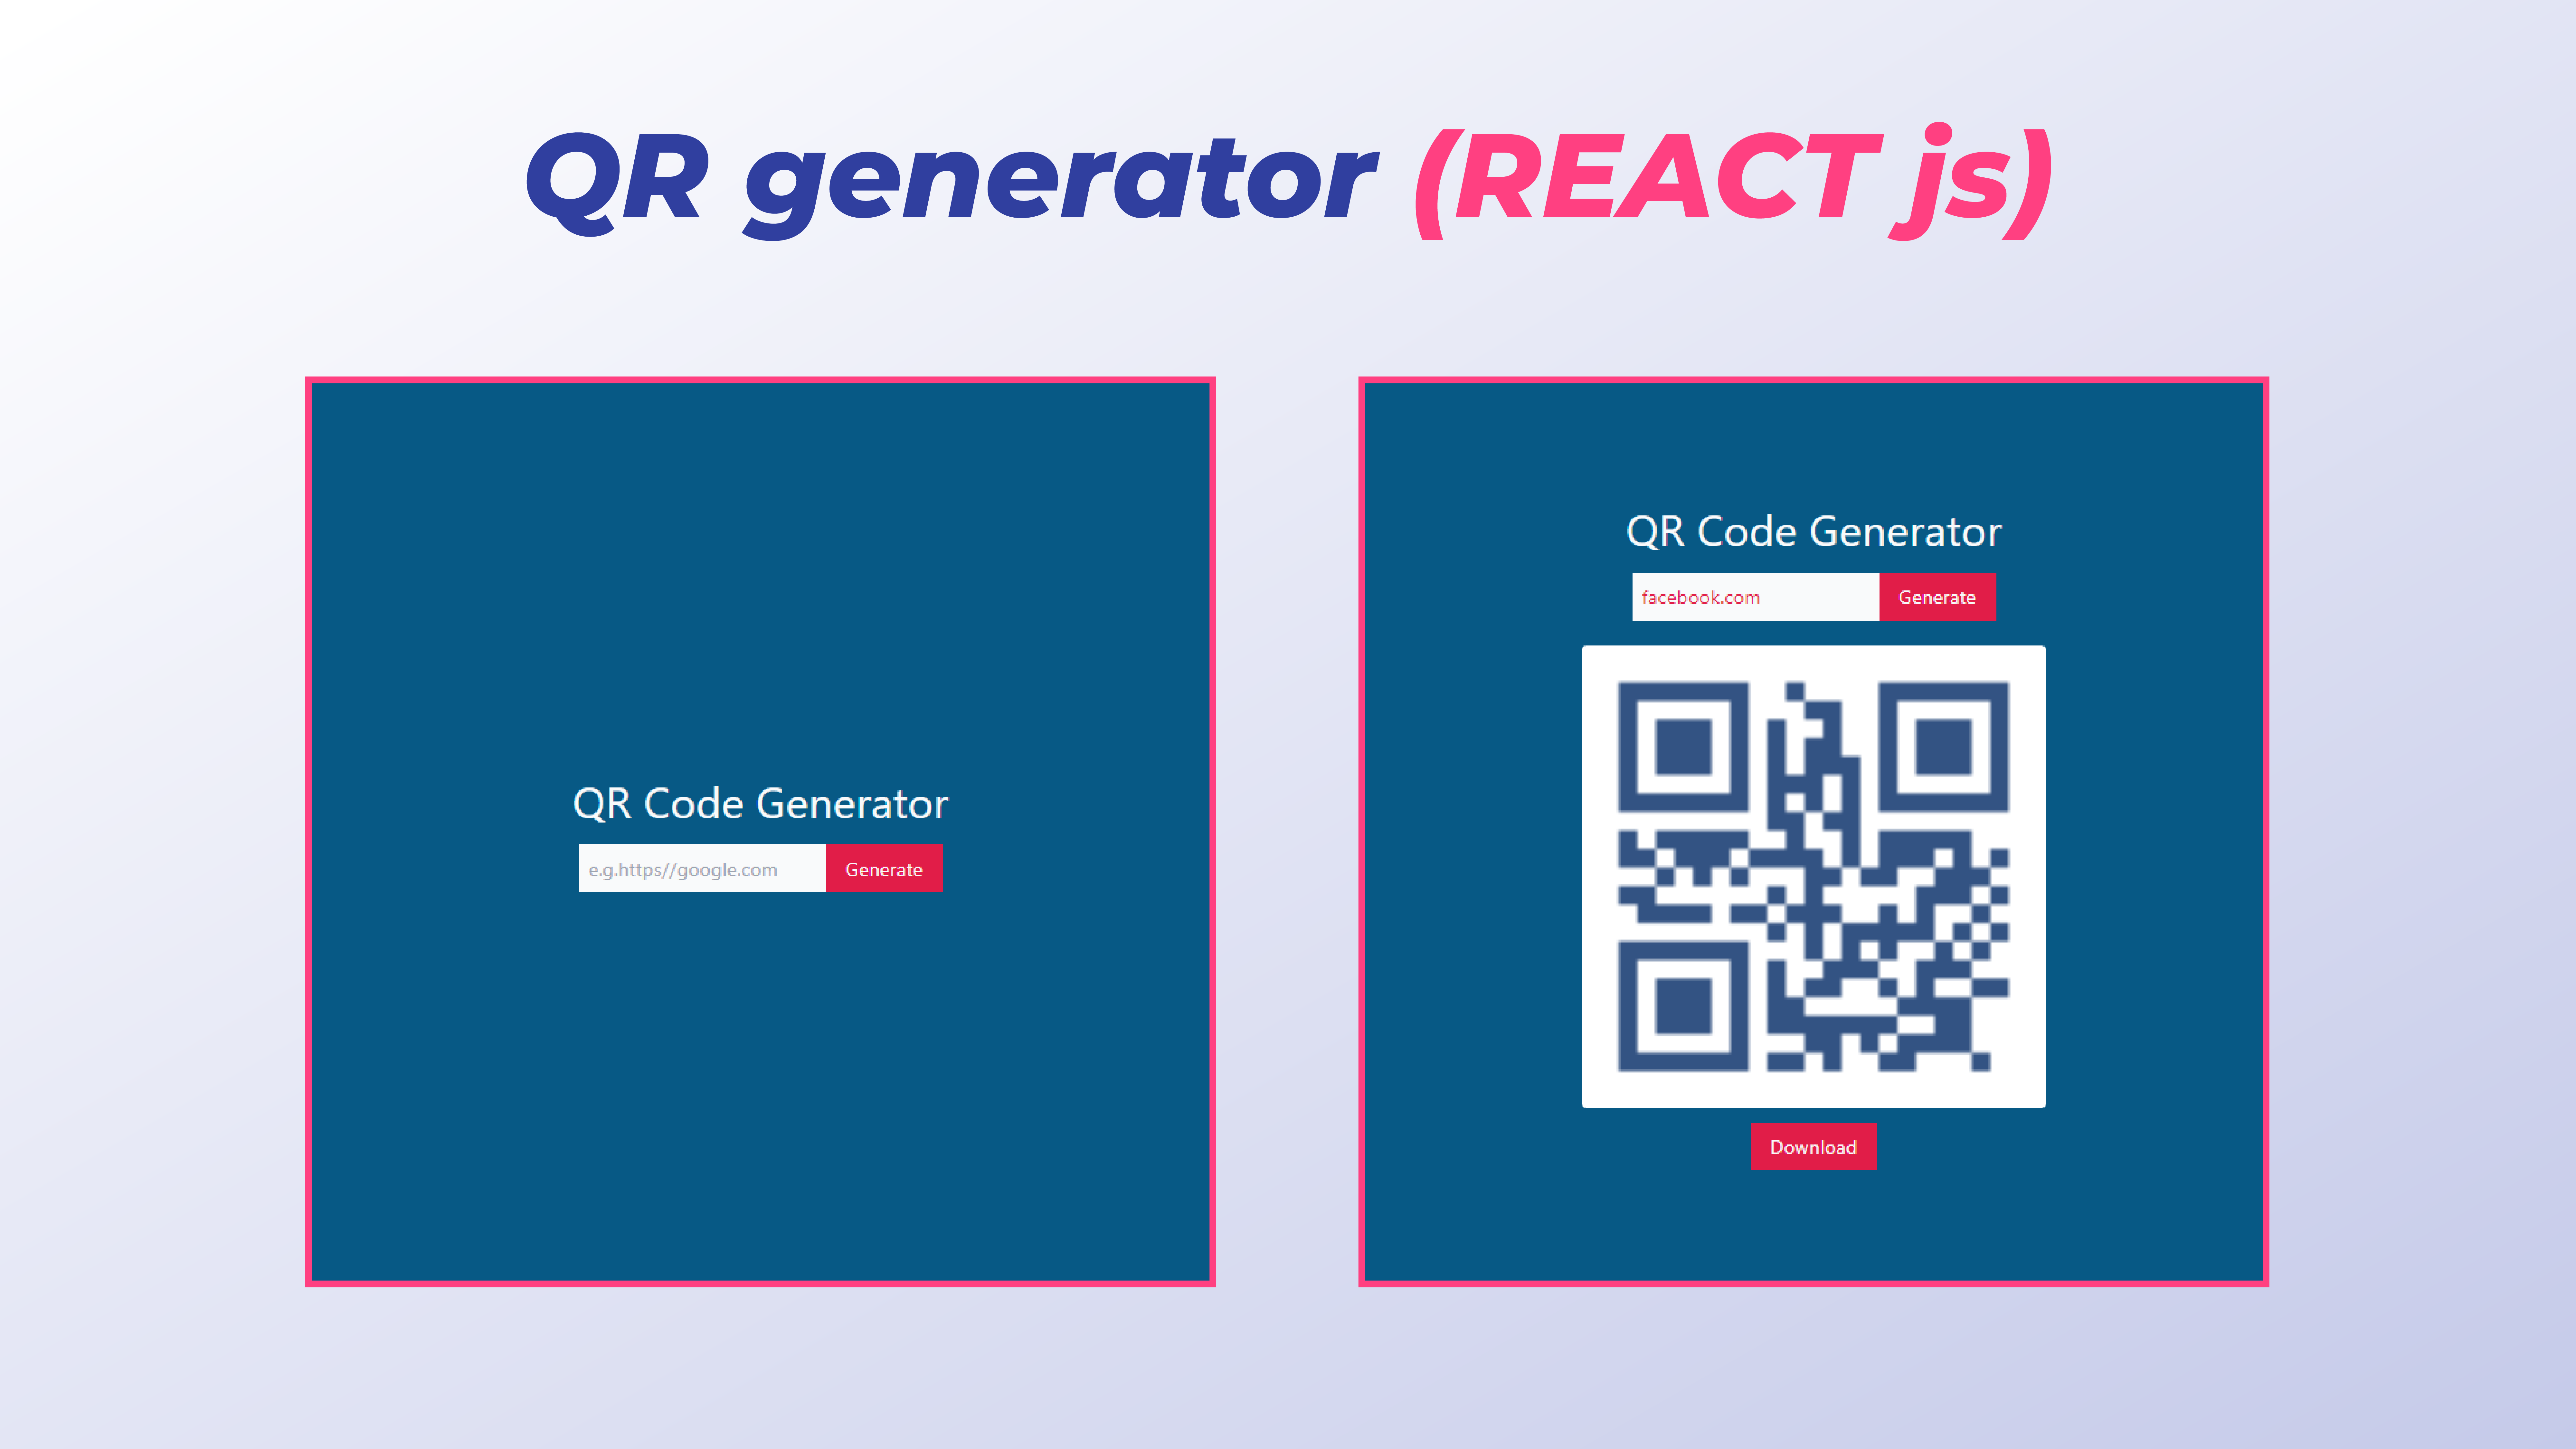 QR generator (REACT js)
QR Code Generator
e.g.https//google.com
Generate
QR Code Generator
facebook.com
Generate
Download